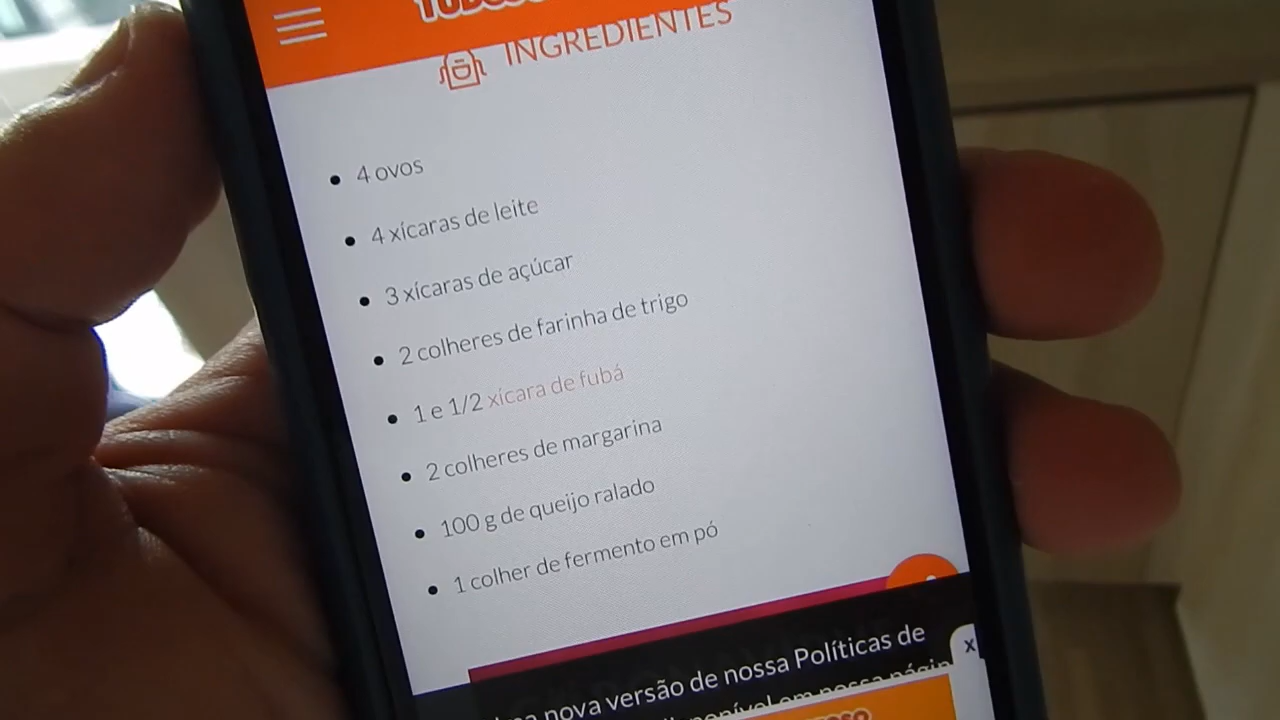 INGREDIENTES
4 ovos
4 xícaras de leite
3 xícaras de açúcar
2 colheres de farinha de trigo
1 e 1/2 xícara de fubá
2 colheres de margarina
100 g de queijo ralado
1 colher de fermento em pó
nova versão de nossa Políticas de
x
em nossa